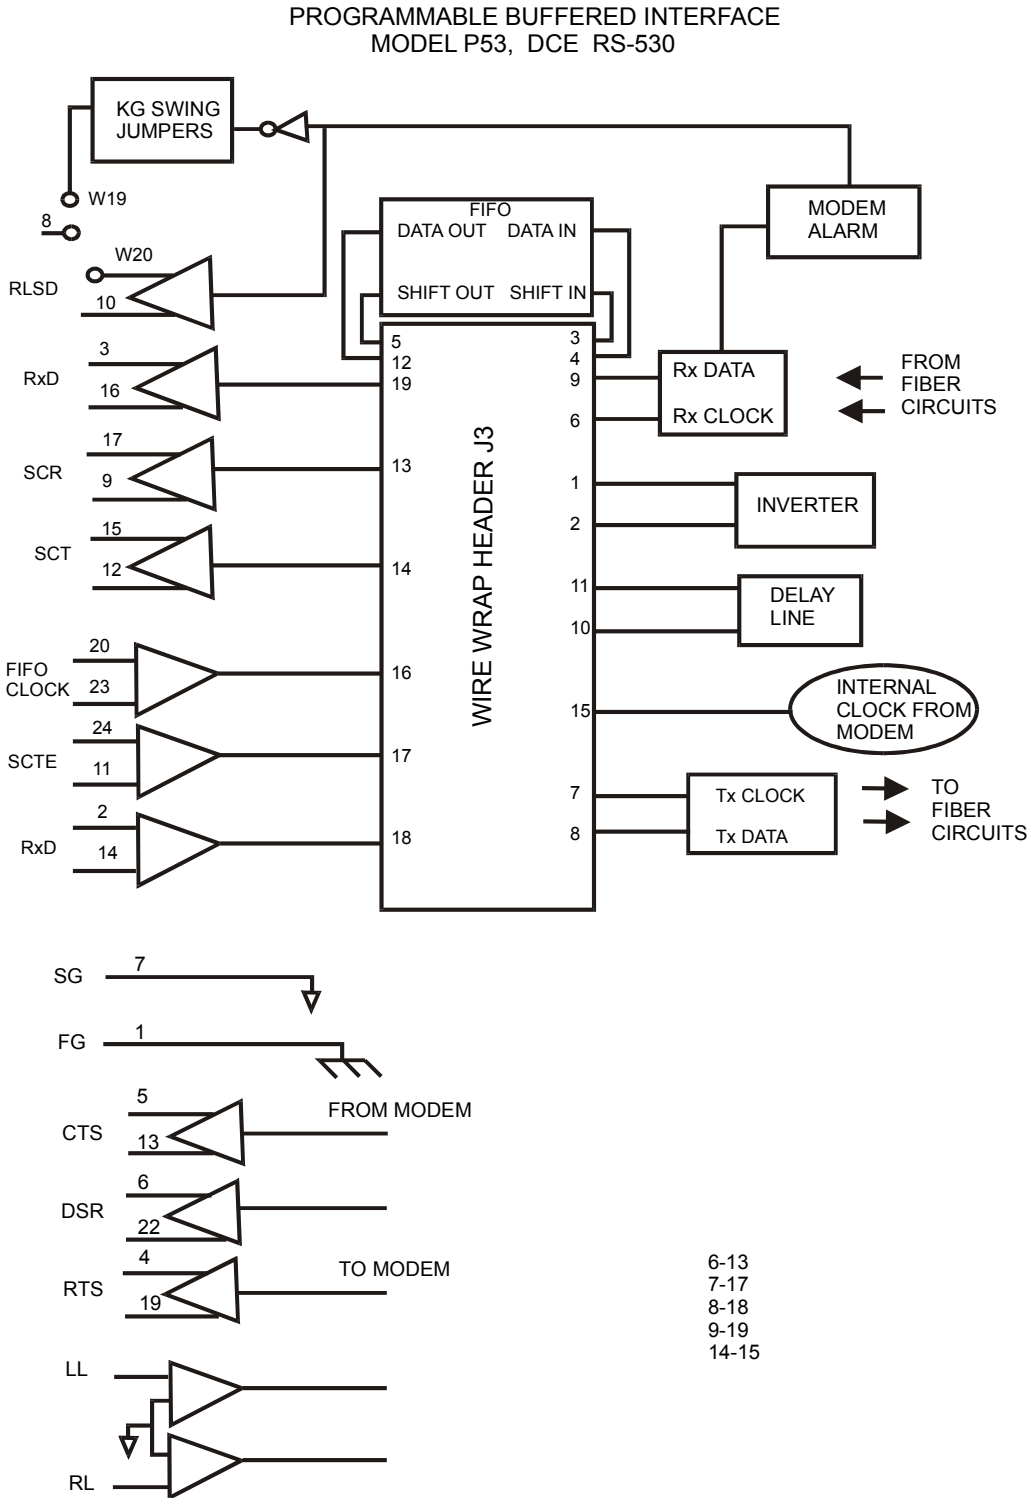 PROGRAMMABLE BUFFERED INTERFACE
MODEL P53, DCE RS-530
KG SWING
JUMPERS
W19
8
W20
RLSD
10
MODEM
ALARM
FIFO
DATA OUT DATA IN
SHIFT OUT SHIFT IN
5 3
12 4
19 9
6
RxD
3
16
Rx DATA
Rx CLOCK
FROM
FIBER
CIRCUITS
SCR
17
9
13
1
2
INVERTER
WIRE WRAP HEADER J3
SCT
15
12
14
11
10
DELAY
LINE
FIFO
CLOCK
20
23
16
15
INTERNAL
CLOCK FROM
MODEM
SCTE
24
11
17
7
8
Tx CLOCK
Tx DATA
TO
FIBER
CIRCUITS
RxD
2
14
18
SG
7
FG
1
CTS
5
13
FROM MODEM
DSR
6
22
RTS
4
19
TO MODEM
6-13
7-17
8-18
9-19
14-15
LL
RL